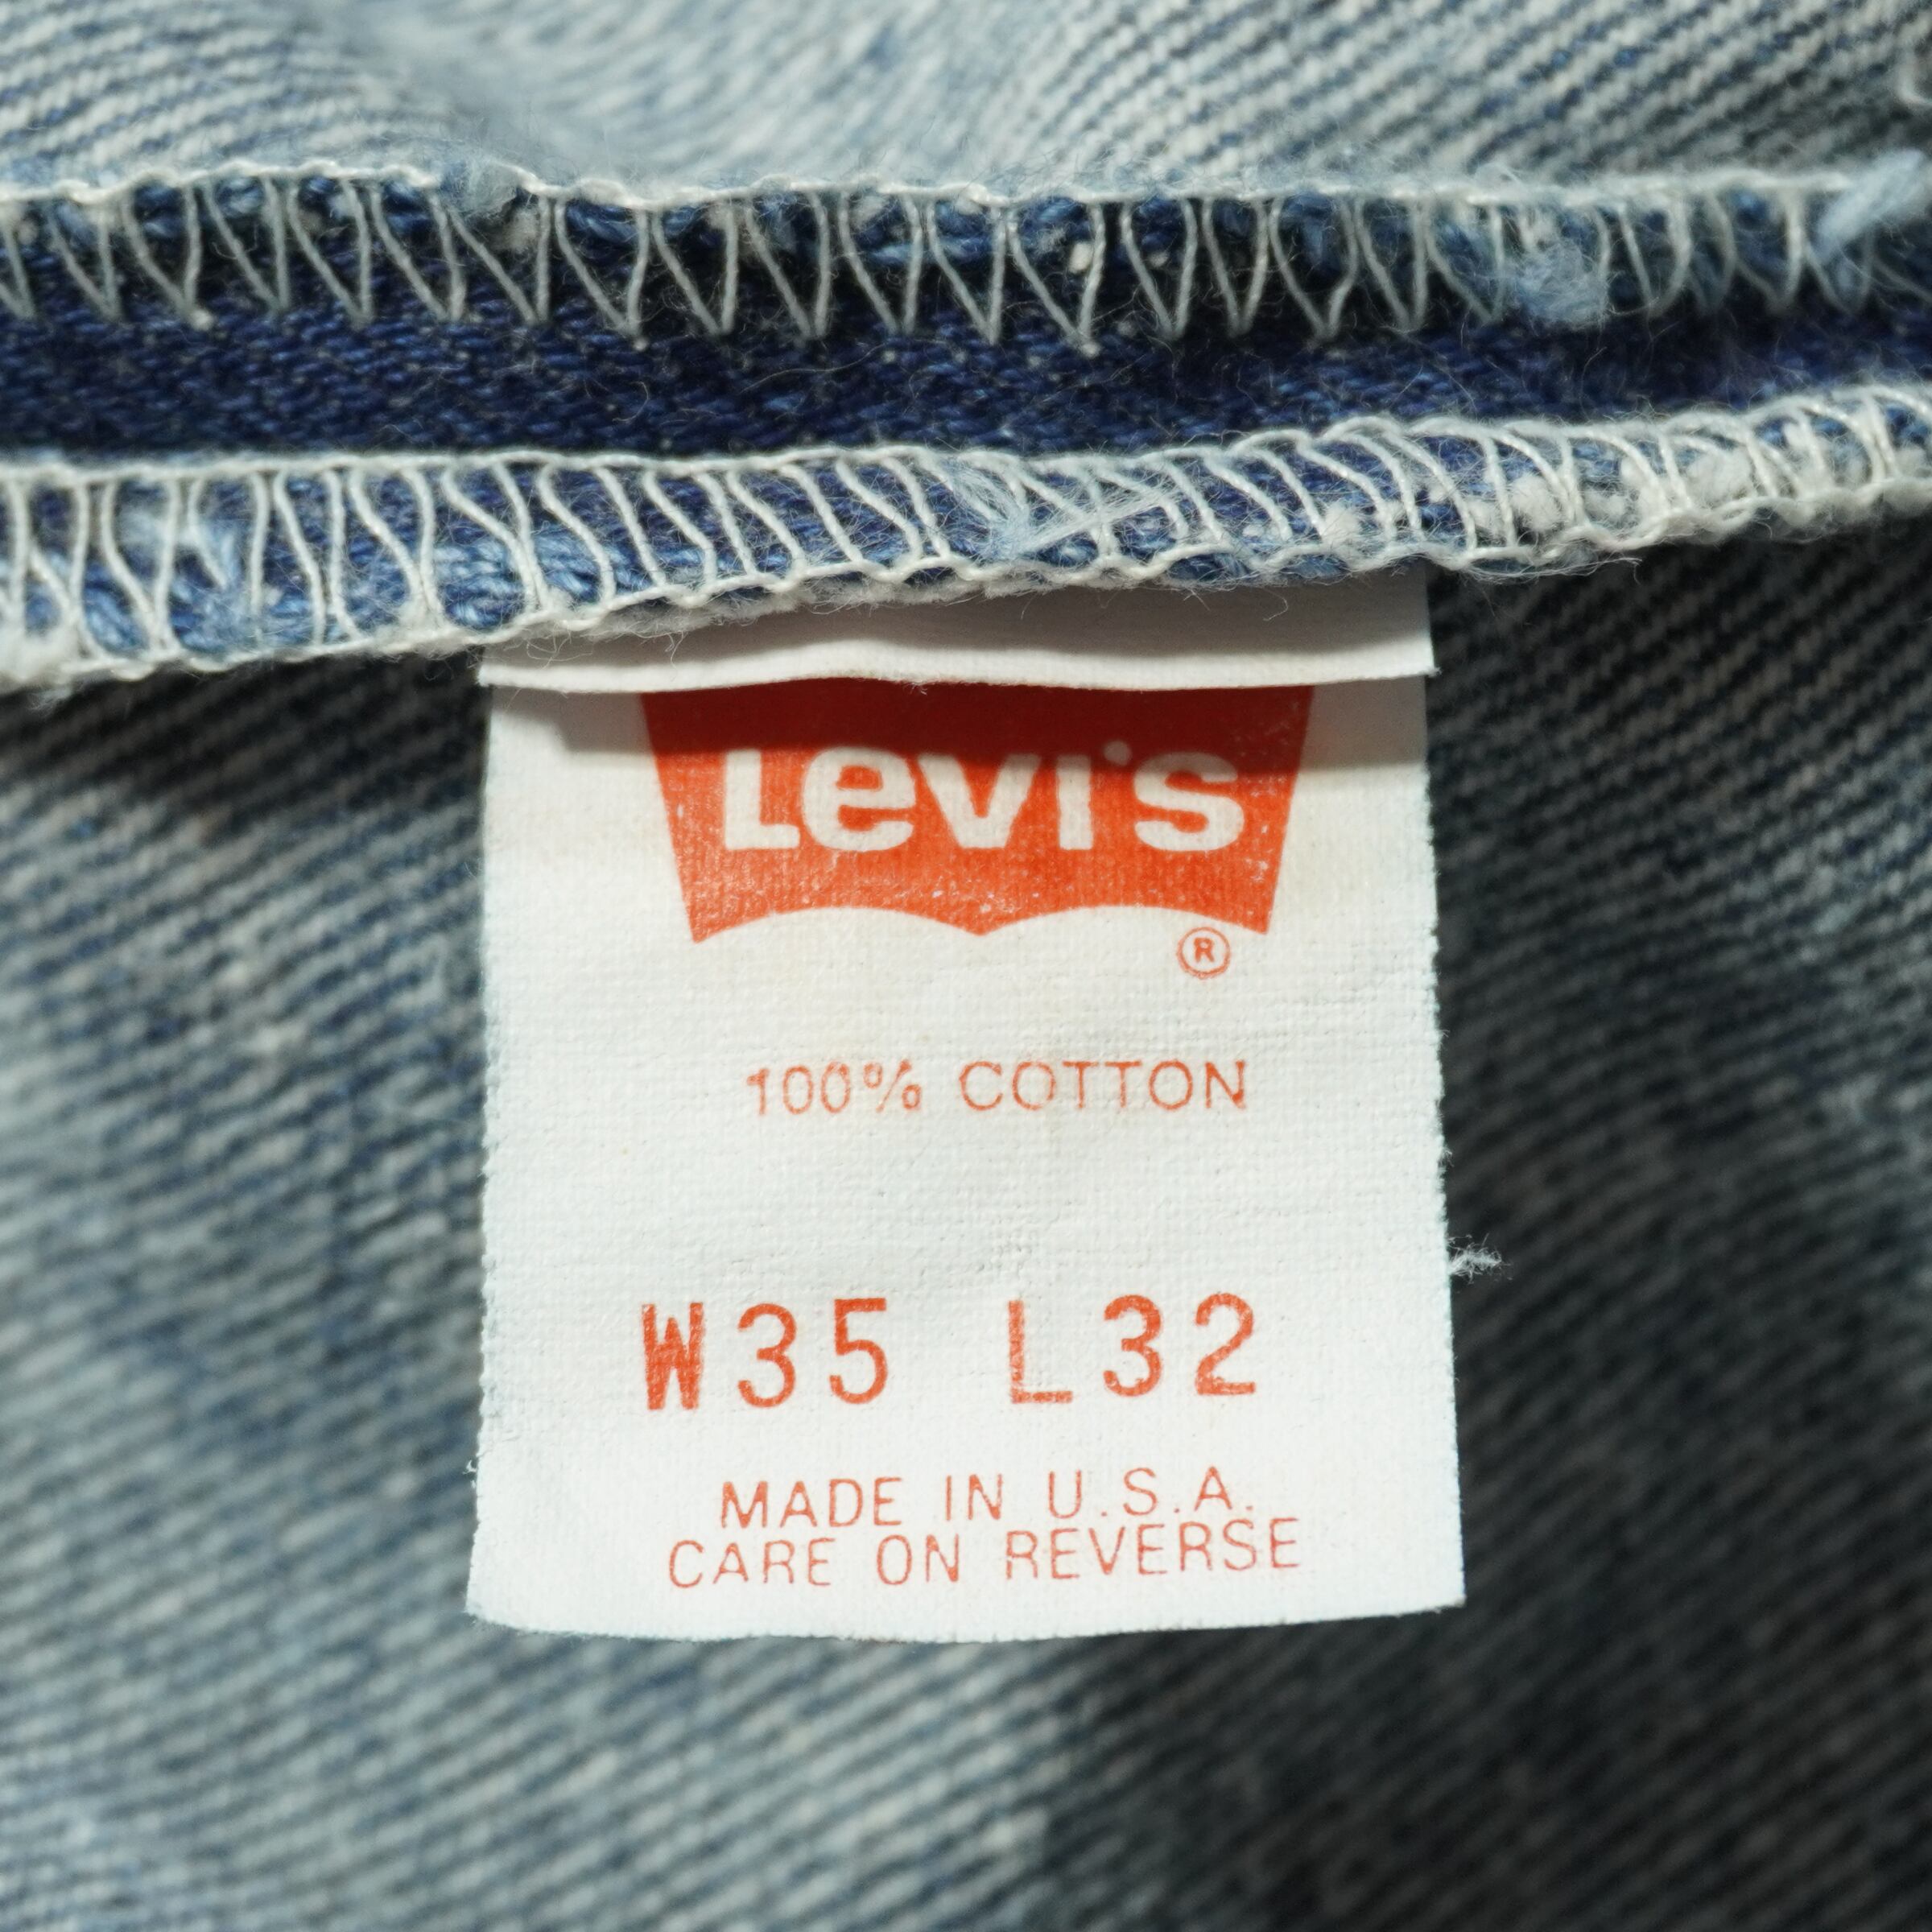 Levi's
®
100% COTTON
W35 L32
MADE IN U.S.A.
CARE ON REVERSE